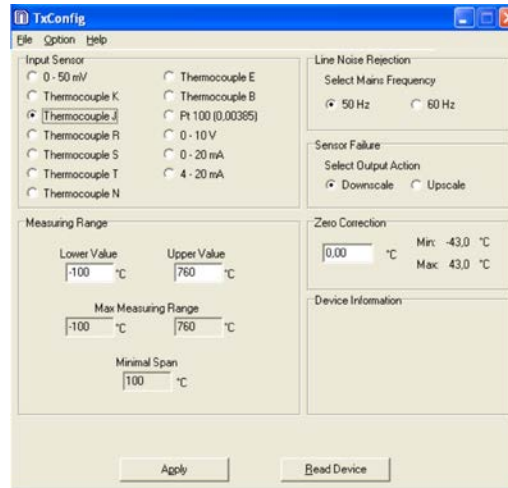 TxConfig
File Option Help
Input Sensor
0 - 50 mV
Thermocouple K
Thermocouple J
Thermocouple R
Thermocouple S
Thermocouple T
Thermocouple N
Thermocouple E
Thermocouple B
Pt 100 (0,00385)
0 - 10 V
0 - 20 mA
4 - 20 mA
Line Noise Rejection
Select Mains Frequency
50 Hz 60 Hz
Sensor Failure
Select Output Action
Downscale Upscale
Measuring Range
Lower Value Upper Value
-100 °C 760 °C
Max Measuring Range
-100 °C 760 °C
Minimal Span
100 °C
Zero Correction
0,00 °C
Min: -43,0 °C
Max: 43,0 °C
Device Information
Apply Read Device